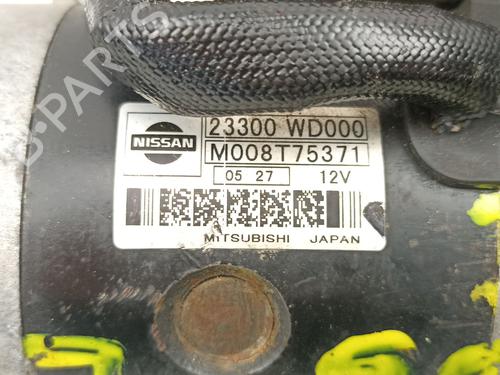 NISSAN
23300 WD000
M008T75371
05 27 12V
MITSUBISHI JAPAN
B-PARTS